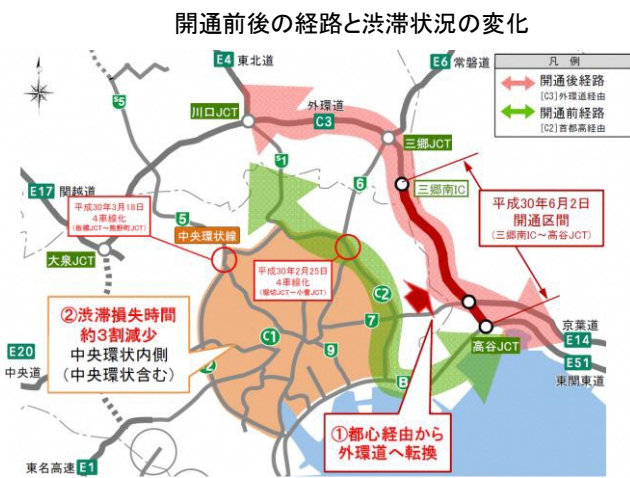 開通前後の経路と渋滞状況の変化
E4 東北道
E6 常磐道
凡 例
開通後経路
[C3]外環道経由
開通前経路
[C2]首都高経由
S5
川口JCT
外環道
C3
三郷JCT
S1
6
三郷南IC
E17 関越道
平成30年3月18日
4車線化
(板橋JCT～熊野町JCT)
5
中央環状線
平成30年6月2日
開通区間
(三郷南IC～高谷JCT)
大泉JCT
平成30年2月25日
4車線化
(堀切JCT～小菅JCT)
C2
②渋滞損失時間
約3割減少
中央環状内側
(中央環状含む)
C1
7
9
京葉道
E14
高谷JCT
E51
東関東道
E20
中央道
2
B
①都心経由から
外環道へ転換
東名高速 E1